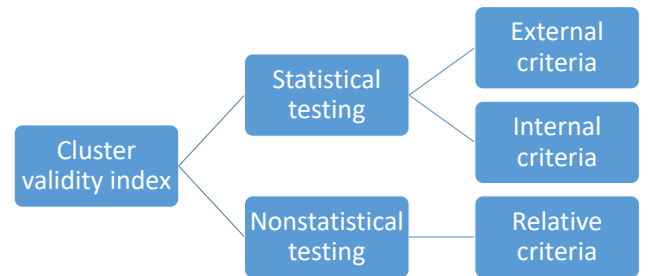 Cluster
validity index
Statistical
testing
External
criteria
Internal
criteria
Nonstatistical
testing
Relative
criteria